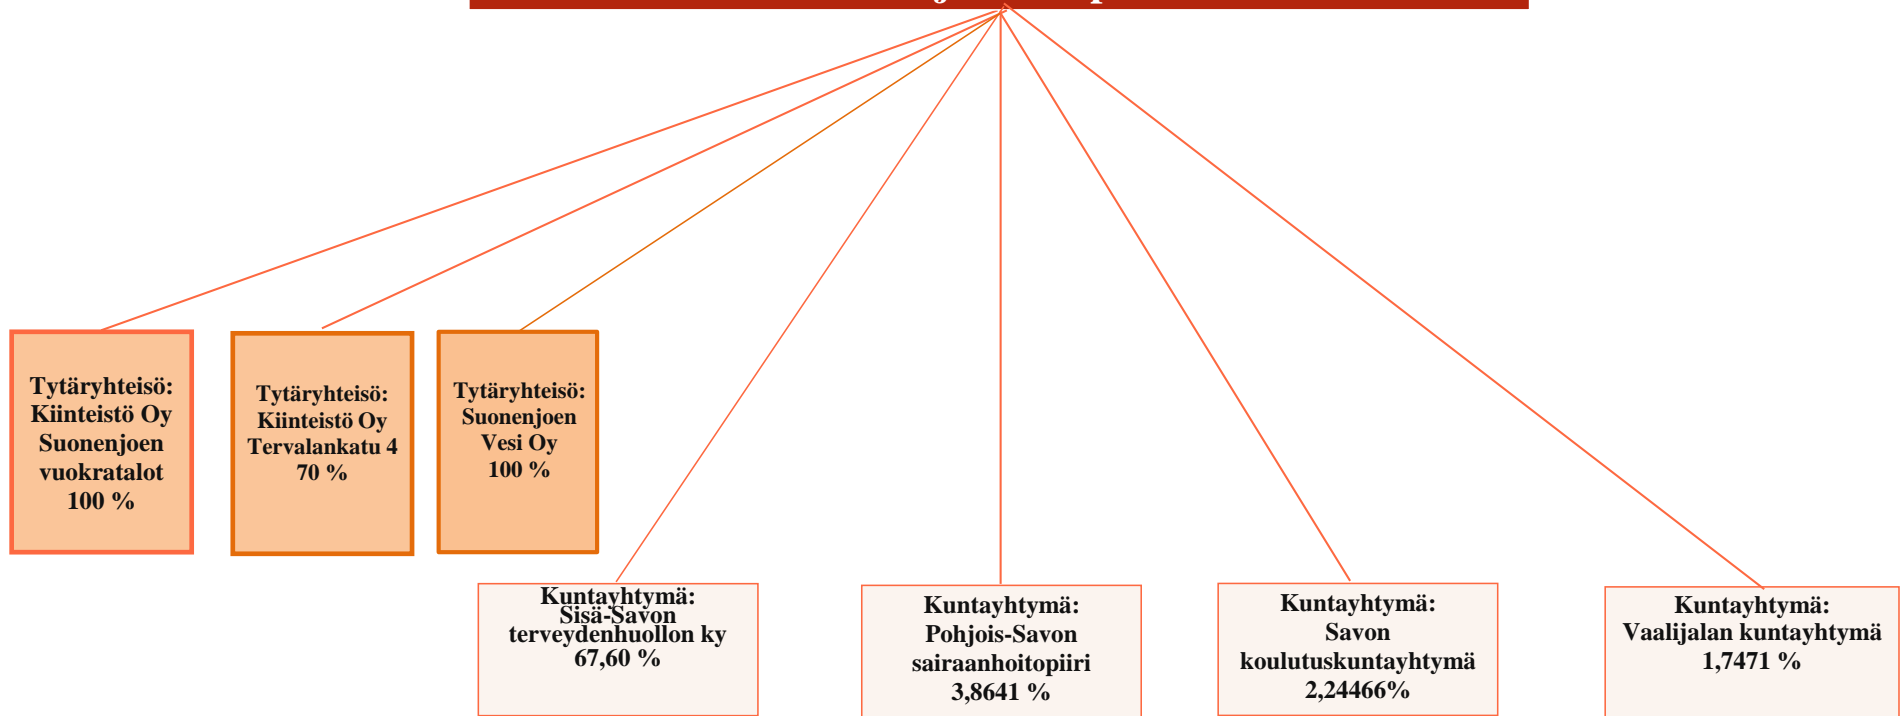 Tytäryhteisö:
Kiinteistö Oy
Suonenjoen
vuokratalot
100 %
Tytäryhteisö:
Kiinteistö Oy
Tervalankatu 4
70 %
Tytäryhteisö:
Suonenjoen
Vesi Oy
100 %
Kuntayhtymä:
Sisä-Savon
terveydenhuollon ky
67,60 %
Kuntayhtymä:
Pohjois-Savon
sairaanhoitopiiri
3,8641 %
Kuntayhtymä:
Savon
koulutuskuntayhtymä
2,24466%
Kuntayhtymä:
Vaalijalan kuntayhtymä
1,7471 %